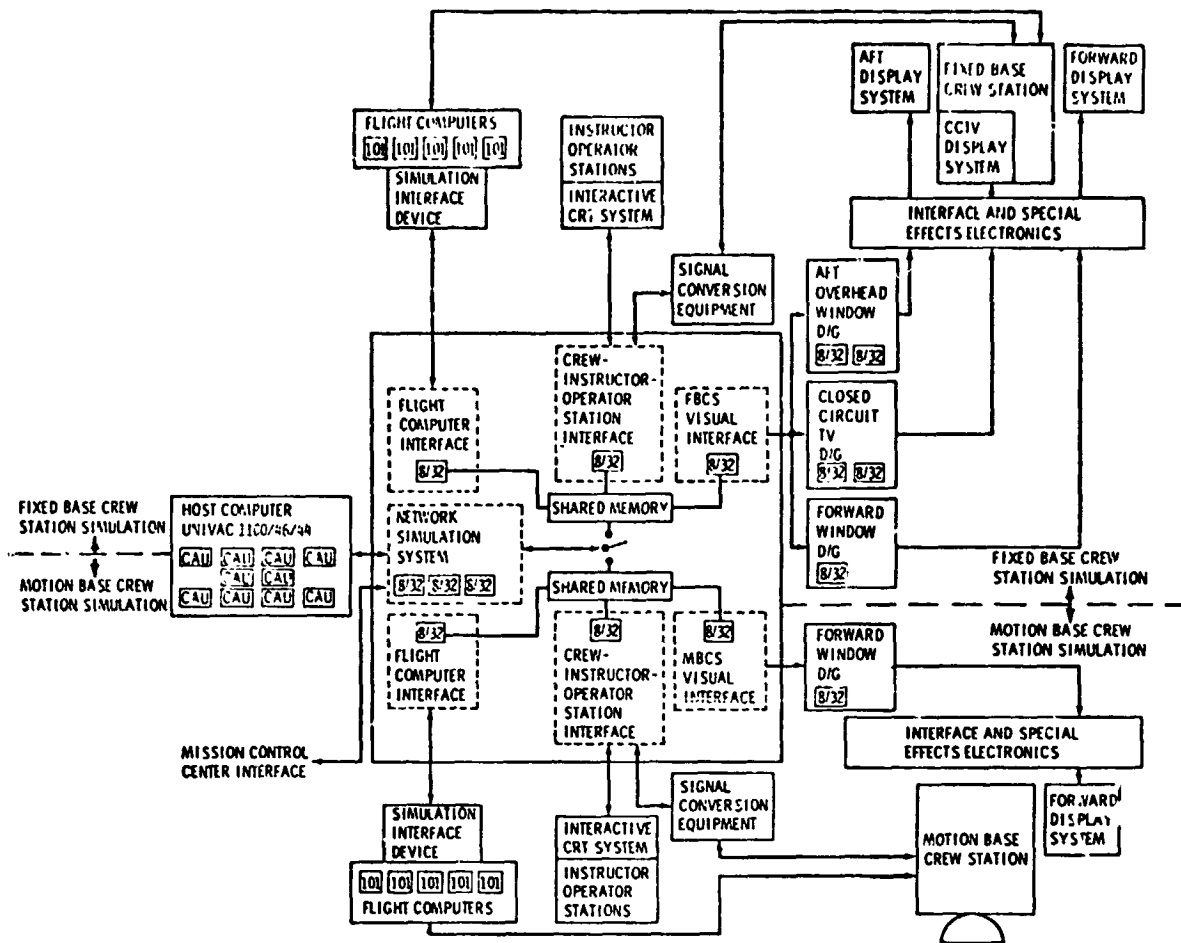 AFT
DISPLAY
SYSTEM
FIXED BASE
CREW STATION
CCTV
DISPLAY
SYSTEM
FORWARD
DISPLAY
SYSTEM
FLIGHT COMPUTERS
101 101 101 101 101
SIMULATION
INTERFACE
DEVICE
INSTRUCTOR
OPERATOR
STATIONS
INTERACTIVE
CRT SYSTEM
INTERFACE AND SPECIAL
EFFECTS ELECTRONICS
SIGNAL
CONVERSION
EQUIPMENT
AFT
OVERHEAD
WINDOW
D/G
8/32 8/32
FLIGHT
COMPUTER
INTERFACE
8/32
CREW-
INSTRUCTOR-
OPERATOR
STATION
INTERFACE
8/32
FBCS
VISUAL
INTERFACE
8/32
CLOSED
CIRCUIT
TV
D/G
8/32 8/32
SHARED MEMORY
FIXED BASE CREW
STATION SIMULATION
MOTION BASE CREW
STATION SIMULATION
HOST COMPUTER
UNIVAC 1100/46/44
CAU CAU CAU CAU
CAU CAU
CAU CAU CAU CAU
NETWORK
SIMULATION
SYSTEM
8/32 8/32 8/32
FORWARD
WINDOW
D/G
8/32
FIXED BASE CREW
STATION SIMULATION
MOTION BASE CREW
STATION SIMULATION
SHARED MEMORY
8/32
FLIGHT
COMPUTER
INTERFACE
8/32
CREW-
INSTRUCTOR-
OPERATOR
STATION
INTERFACE
8/32
MBCS
VISUAL
INTERFACE
FORWARD
WINDOW
D/G
8/32
INTERFACE AND SPECIAL
EFFECTS ELECTRONICS
MISSION CONTROL
CENTER INTERFACE
SIMULATION
INTERFACE
DEVICE
101 101 101 101 101
FLIGHT COMPUTERS
INTERACTIVE
CRT SYSTEM
INSTRUCTOR
OPERATOR
STATIONS
SIGNAL
CONVERSION
EQUIPMENT
MOTION BASE
CREW STATION
FORWARD
DISPLAY
SYSTEM